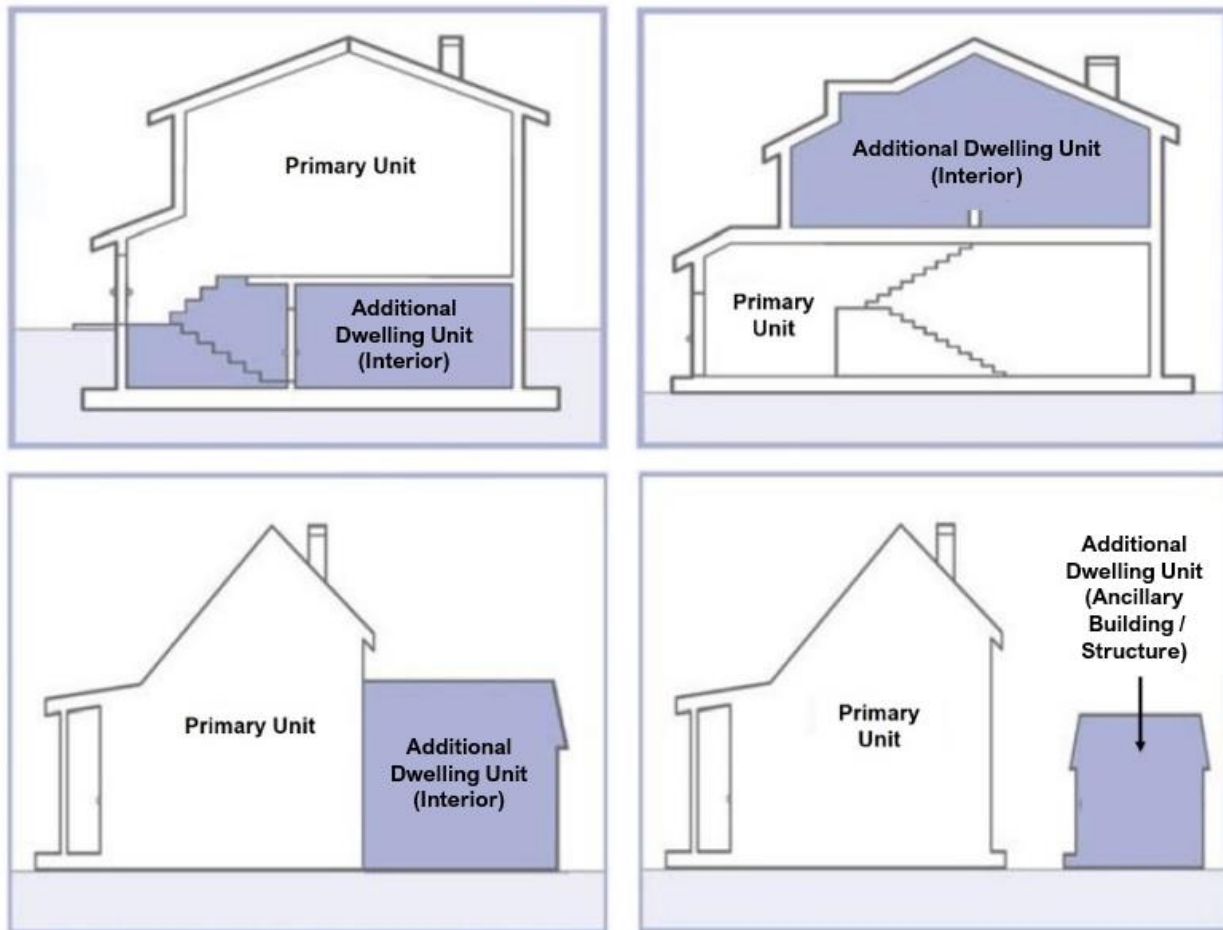 Primary Unit
Additional
Dwelling Unit
(Interior)
Additional Dwelling Unit
(Interior)
Primary
Unit
Primary Unit
Additional
Dwelling Unit
(Interior)
Primary
Unit
Additional
Dwelling Unit
(Ancillary
Building /
Structure)